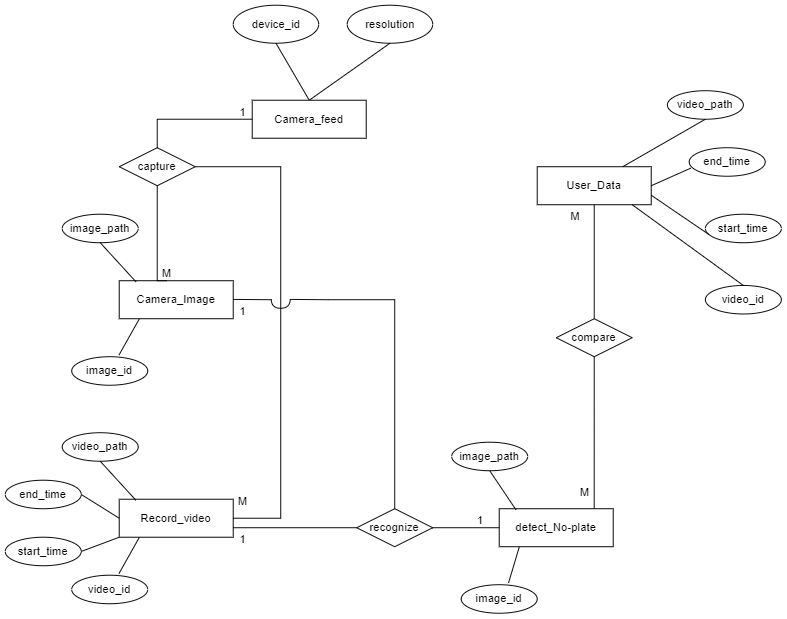 device_id
resolution
1
Camera_feed
video_path
capture
end_time
User_Data
M
image_path
start_time
M
Camera_Image
1
video_id
compare
image_id
video_path
image_path
end_time
M
M
Record_video
recognize
1
detect_No-plate
1
start_time
video_id
image_id